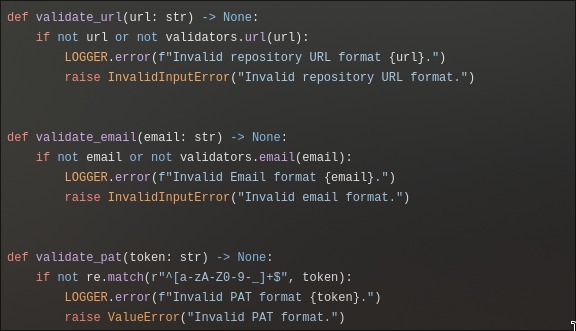 def validate_url(url: str) -> None:
    if not url or not validators.url(url):
        LOGGER.error(f"Invalid repository URL format {url}.")
        raise InvalidInputError("Invalid repository URL format.")
def validate_email(email: str) -> None:
    if not email or not validators.email(email):
        LOGGER.error(f"Invalid Email format {email}.")
        raise InvalidInputError("Invalid email format.")
def validate_pat(token: str) -> None:
    if not re.match(r"^[a-zA-Z0-9-_]+$", token):
        LOGGER.error(f"Invalid PAT format {token}.")
        raise ValueError("Invalid PAT format.")